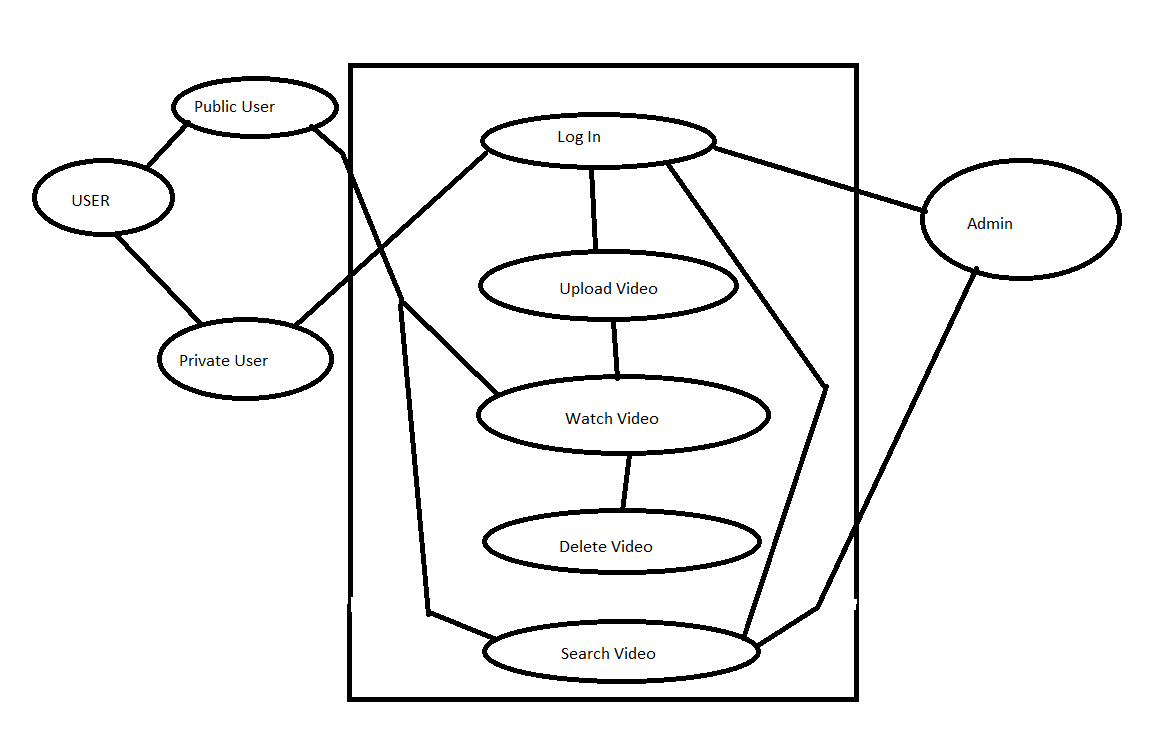 Public User
Log In
USER
Admin
Upload Video
Private User
Watch Video
Delete Video
Search Video